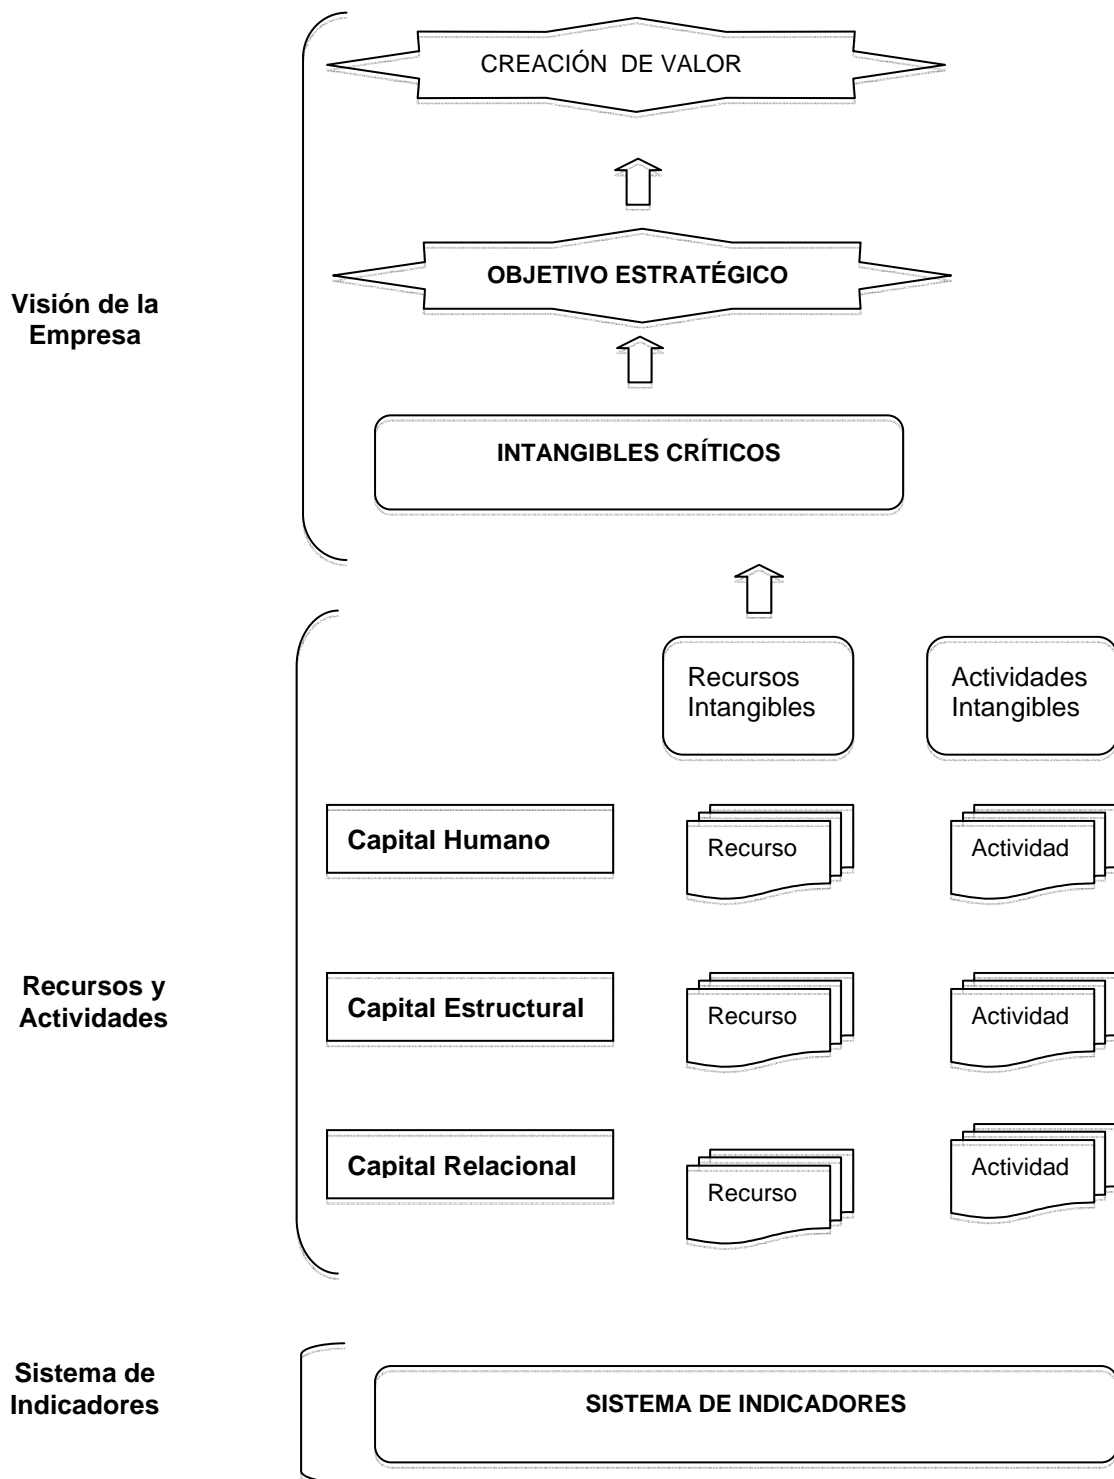 CREACIÓN DE VALOR
OBJETIVO ESTRATÉGICO
Visión de la
Empresa
INTANGIBLES CRÍTICOS
Recursos
Intangibles
Actividades
Intangibles
Capital Humano
Recurso
Actividad
Recursos y
Actividades
Capital Estructural
Recurso
Actividad
Capital Relacional
Recurso
Actividad
Sistema de
Indicadores
SISTEMA DE INDICADORES